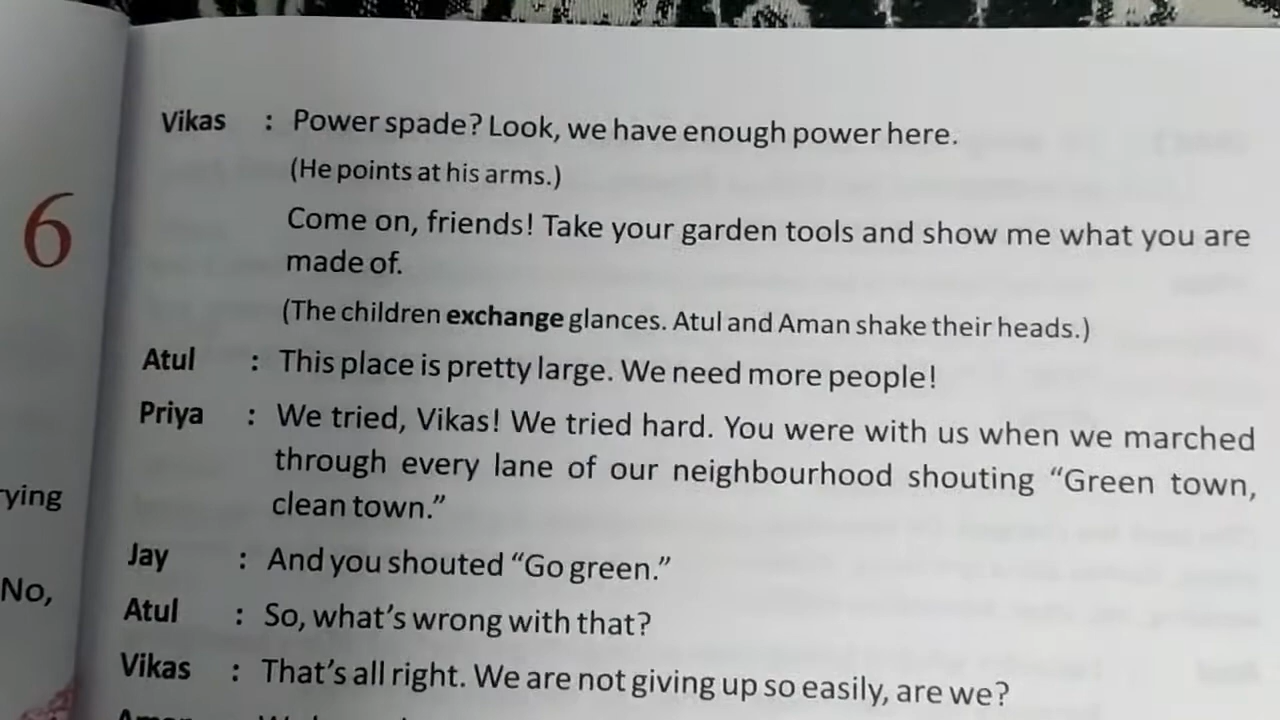 6
ying
No,
Vikas : Power spade? Look, we have enough power here.
(He points at his arms.)
Come on, friends! Take your garden tools and show me what you are
made of.
(The children exchange glances. Atul and Aman shake their heads.)
Atul : This place is pretty large. We need more people!
Priya : We tried, Vikas! We tried hard. You were with us when we marched
through every lane of our neighbourhood shouting “Green town,
clean town.”
Jay : And you shouted “Go green.”
Atul : So, what’s wrong with that?
Vikas : That’s all right. We are not giving up so easily, are we?